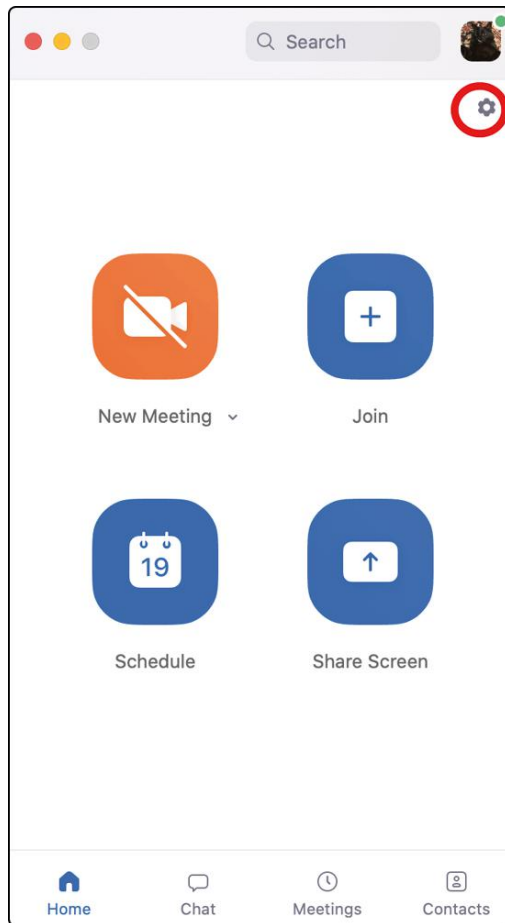 Search
New Meeting
Join
19
Schedule
Share Screen
Home
Chat
Meetings
Contacts